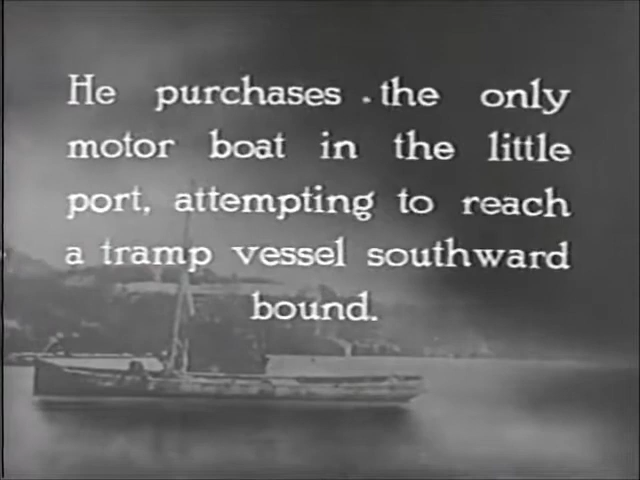 He purchases the only
motor boat in the little
port, attempting to reach
a tramp vessel southward
bound.